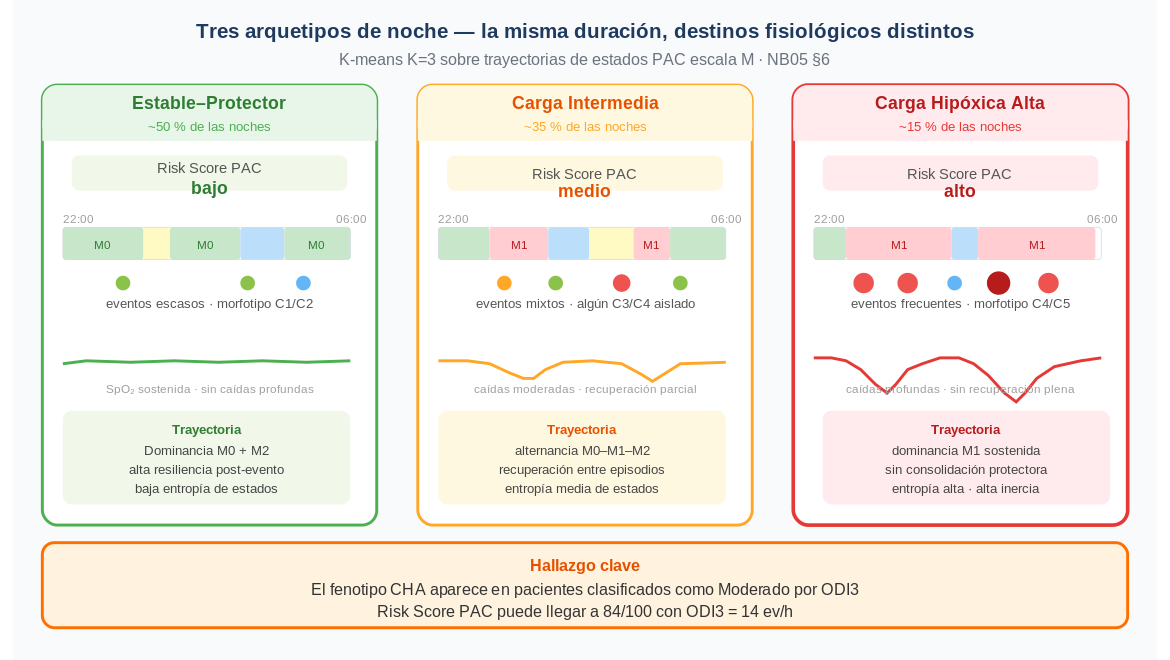 Tres arquetipos de noche — la misma duración, destinos fisiológicos distintos
K-means K=3 sobre trayectorias de estados PAC escala M · NB05 §6
Estable–Protector
~50 % de las noches
Risk Score PAC
bajo
22:00 06:00
M0 M0 M0
eventos escasos · morfotipo C1/C2
SpO₂ sostenida · sin caídas profundas
Trayectoria
Dominancia M0 + M2
alta resiliencia post-evento
baja entropía de estados
Carga Intermedia
~35 % de las noches
Risk Score PAC
medio
22:00 06:00
M1 M1
eventos mixtos · algún C3/C4 aislado
caídas moderadas · recuperación parcial
Trayectoria
alternancia M0–M1–M2
recuperación entre episodios
entropía media de estados
Carga Hipóxica Alta
~15 % de las noches
Risk Score PAC
alto
22:00 06:00
M1 M1
eventos frecuentes · morfotipo C4/C5
caídas profundas · sin recuperación plena
Trayectoria
dominancia M1 sostenida
sin consolidación protectora
entropía alta · alta inercia
Hallazgo clave
El fenotipo CHA aparece en pacientes clasificados como Moderado por ODI3
Risk Score PAC puede llegar a 84/100 con ODI3 = 14 ev/h